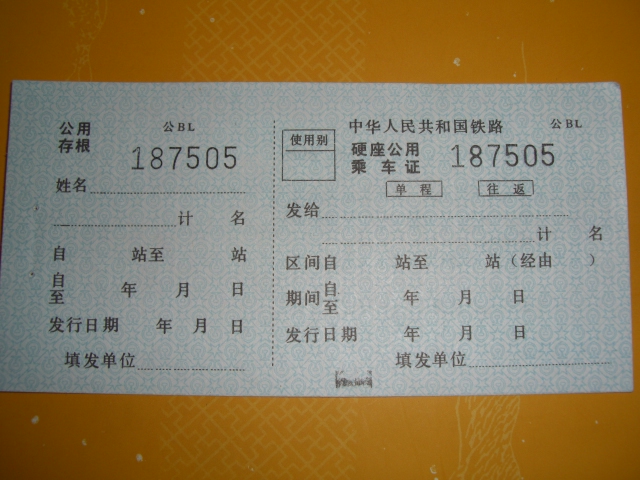 公用
存根
公BL
187505
姓名
计 名
自 站至 站
自
至 年 月 日
发行日期 年 月 日
填发单位
使用别
中华人民共和国铁路
硬座公用
乘车证
公BL
187505
单程 往返
发给
计 名
区间自 站至 站（经由 ）
期间自
至 年 月 日
发行日期 年 月 日
填发单位